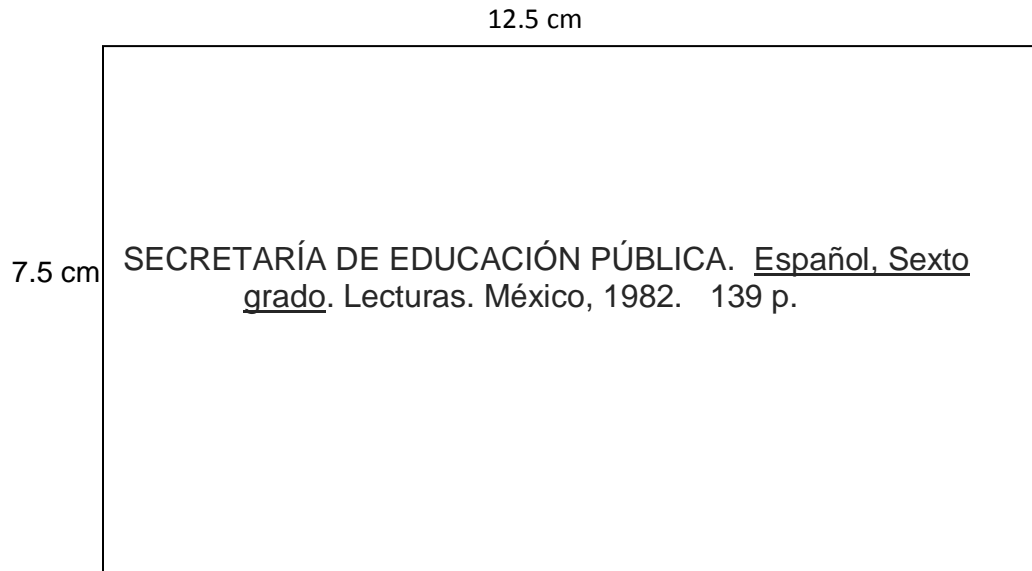 12.5 cm
7.5 cm
SECRETARÍA DE EDUCACIÓN PÚBLICA. Español, Sexto
grado. Lecturas. México, 1982. 139 p.